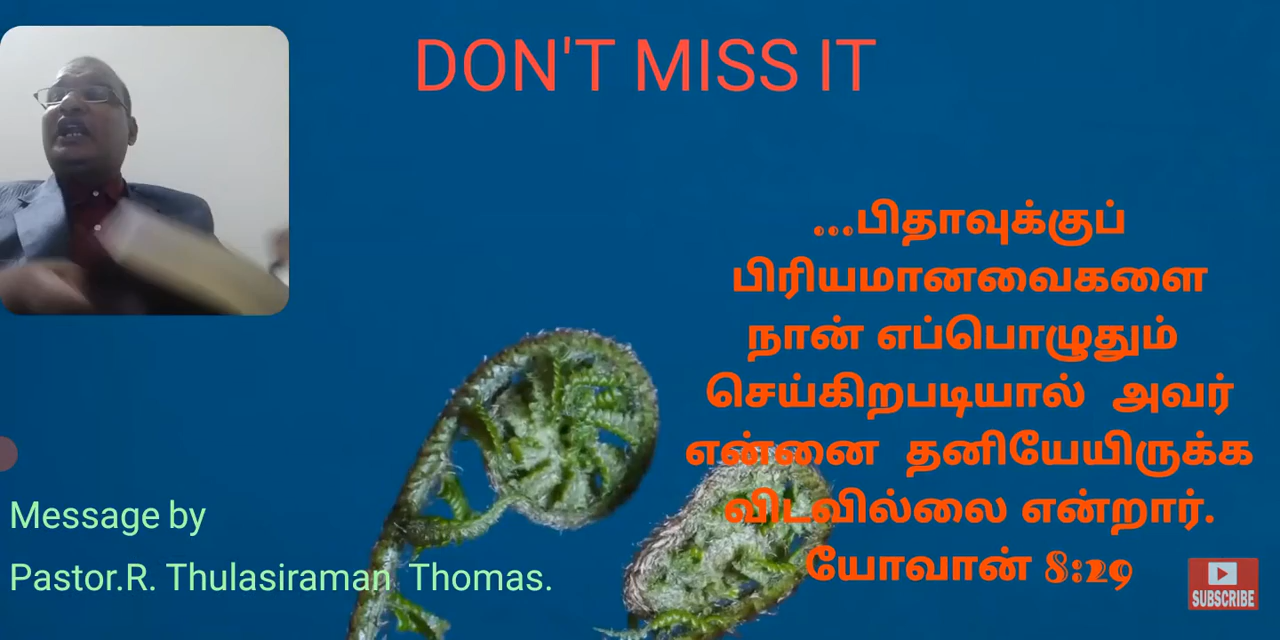 DON'T MISS IT
...பிதாவுக்குப்
பிரியமானவைகளை
நான் எப்பொழுதும்
செய்கிறபடியால் அவர்
என்னை தனியேயிருக்க
விடவில்லை என்றார்.
யோவான் 8:29
Message by
Pastor.R. Thulasiraman Thomas.
SUBSCRIBE